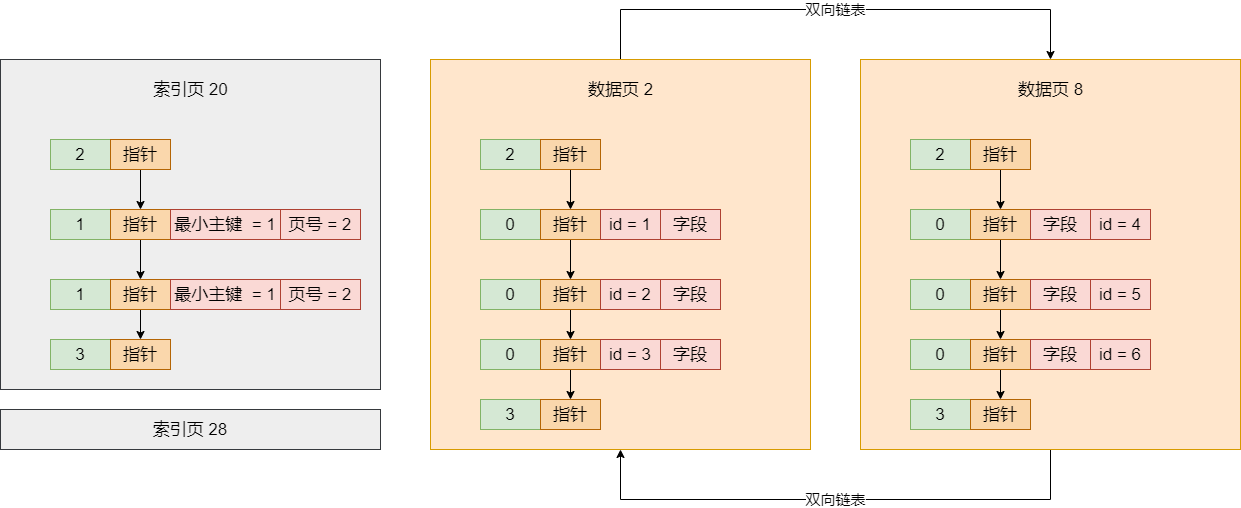 双向链表
索引页 20
2 指针
1 指针 最小主键 = 1 页号 = 2
1 指针 最小主键 = 1 页号 = 2
3 指针
索引页 28
数据页 2
2 指针
0 指针 id = 1 字段
0 指针 id = 2 字段
0 指针 id = 3 字段
3 指针
数据页 8
2 指针
0 指针 字段 id = 4
0 指针 字段 id = 5
0 指针 字段 id = 6
3 指针
双向链表